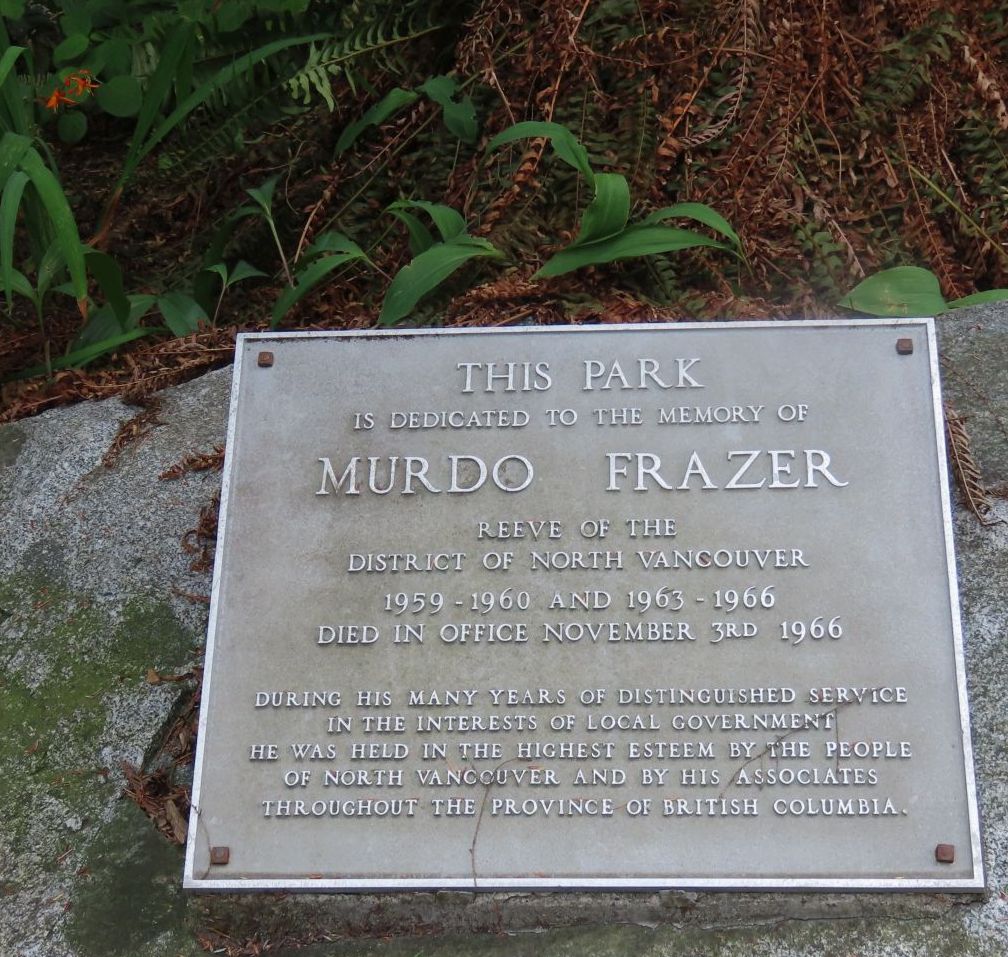 THIS PARK
IS DEDICATED TO THE MEMORY OF
MURDO FRAZER
REEVE OF THE
DISTRICT OF NORTH VANCOUVER
1959 - 1960 AND 1963 - 1966
DIED IN OFFICE NOVEMBER 3RD 1966
DURING HIS MANY YEARS OF DISTINGUISHED SERVICE
IN THE INTERESTS OF LOCAL GOVERNMENT
HE WAS HELD IN THE HIGHEST ESTEEM BY THE PEOPLE
OF NORTH VANCOUVER AND BY HIS ASSOCIATES
THROUGHOUT THE PROVINCE OF BRITISH COLUMBIA.